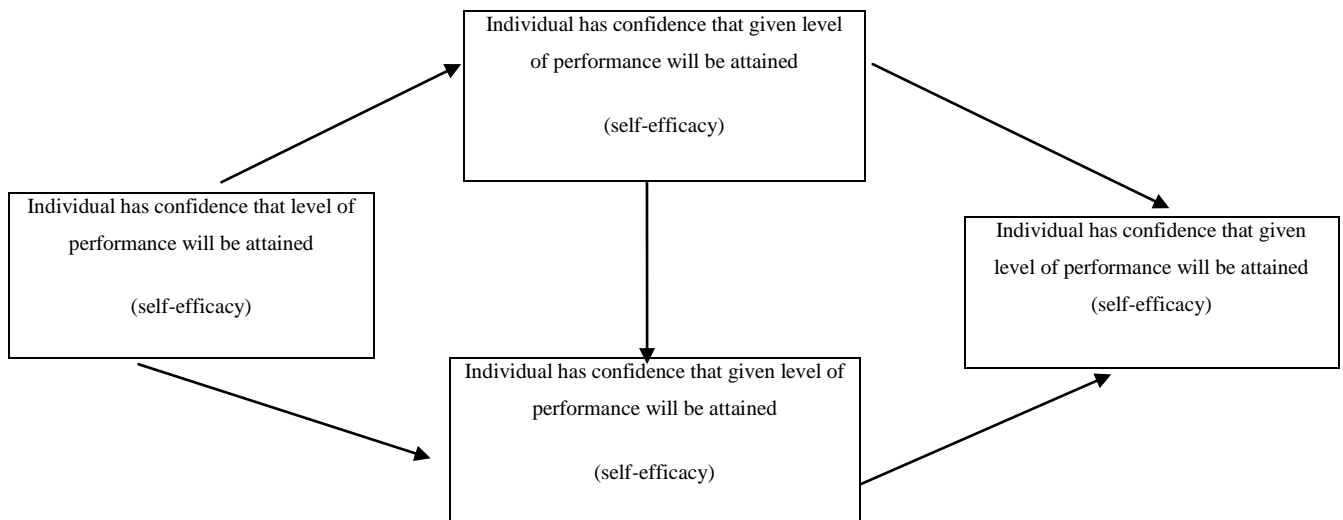 Individual has confidence that given level
of performance will be attained
(self-efficacy)
Individual has confidence that level of
performance will be attained
(self-efficacy)
Individual has confidence that given
level of performance will be attained
(self-efficacy)
Individual has confidence that given level of
performance will be attained
(self-efficacy)